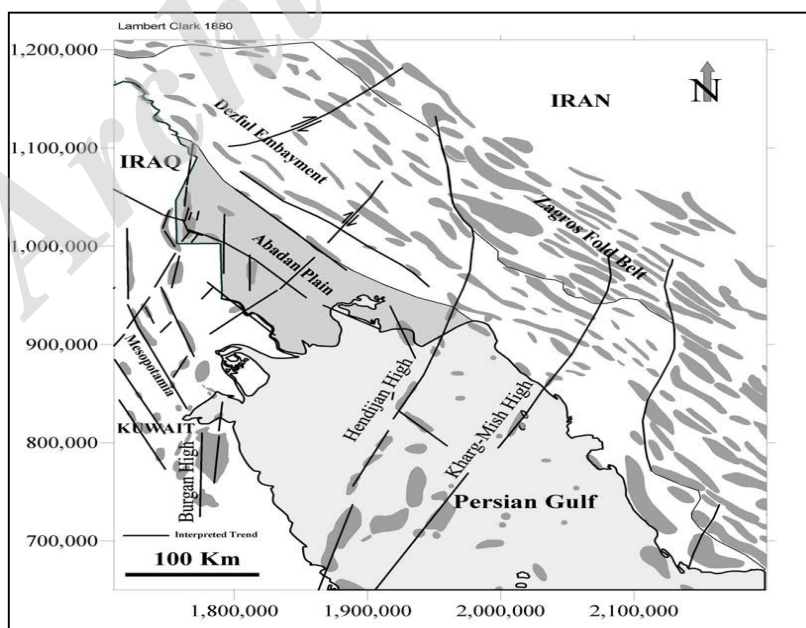 Lambert Clark 1880
1,200,000
1,100,000
1,000,000
900,000
800,000
700,000
N
IRAN
IRAQ
Dezful Embayment
Zagros Fold Belt
Abadan Plain
Mesopotamia
KUWAIT
Burgan High
Hendijan High
Kharg-Mish High
Persian Gulf
Interpreted Trend
100 Km
1,800,000 1,900,000 2,000,000 2,100,000
Arch